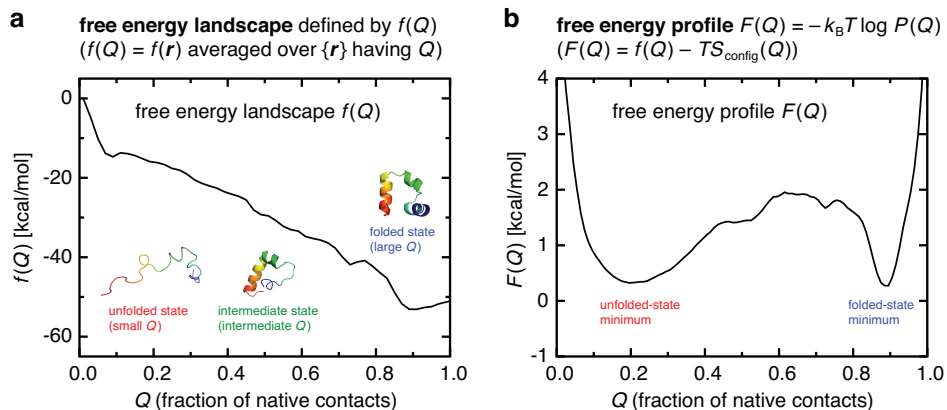 a
free energy landscape defined by f(Q)
(f(Q) = f(r) averaged over {r} having Q)
free energy landscape f(Q)
f(Q) [kcal/mol]
0
-20
-40
-60
folded state
(large Q)
unfolded state
(small Q)
intermediate state
(intermediate Q)
0.0 0.2 0.4 0.6 0.8 1.0
Q (fraction of native contacts)
b
free energy profile F(Q) = −kBT log P(Q)
(F(Q) = f(Q) − TSconfig(Q))
free energy profile F(Q)
F(Q) [kcal/mol]
4
3
2
1
0
-1
unfolded-state
minimum
folded-state
minimum
0.0 0.2 0.4 0.6 0.8 1.0
Q (fraction of native contacts)